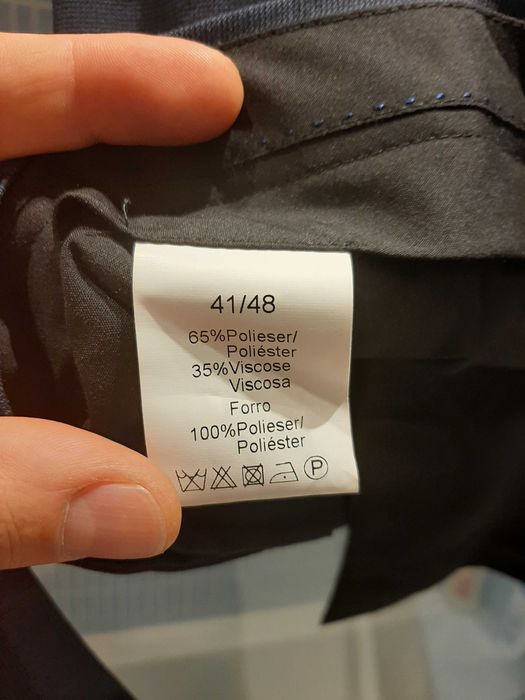 41/48
65%Polieser/
Poliéster
35%Viscose
Viscosa
Forro
100%Polieser/
Poliéster
P